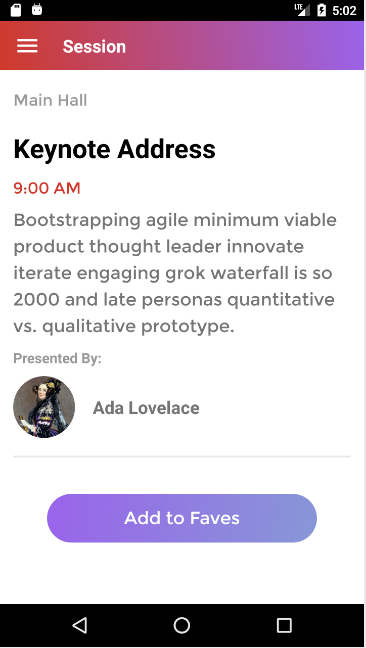 LTE 5:02
Session
Main Hall
Keynote Address
9:00 AM
Bootstrapping agile minimum viable
product thought leader innovate
iterate engaging grok waterfall is so
2000 and late personas quantitative
vs. qualitative prototype.
Presented By:
Ada Lovelace
Add to Faves